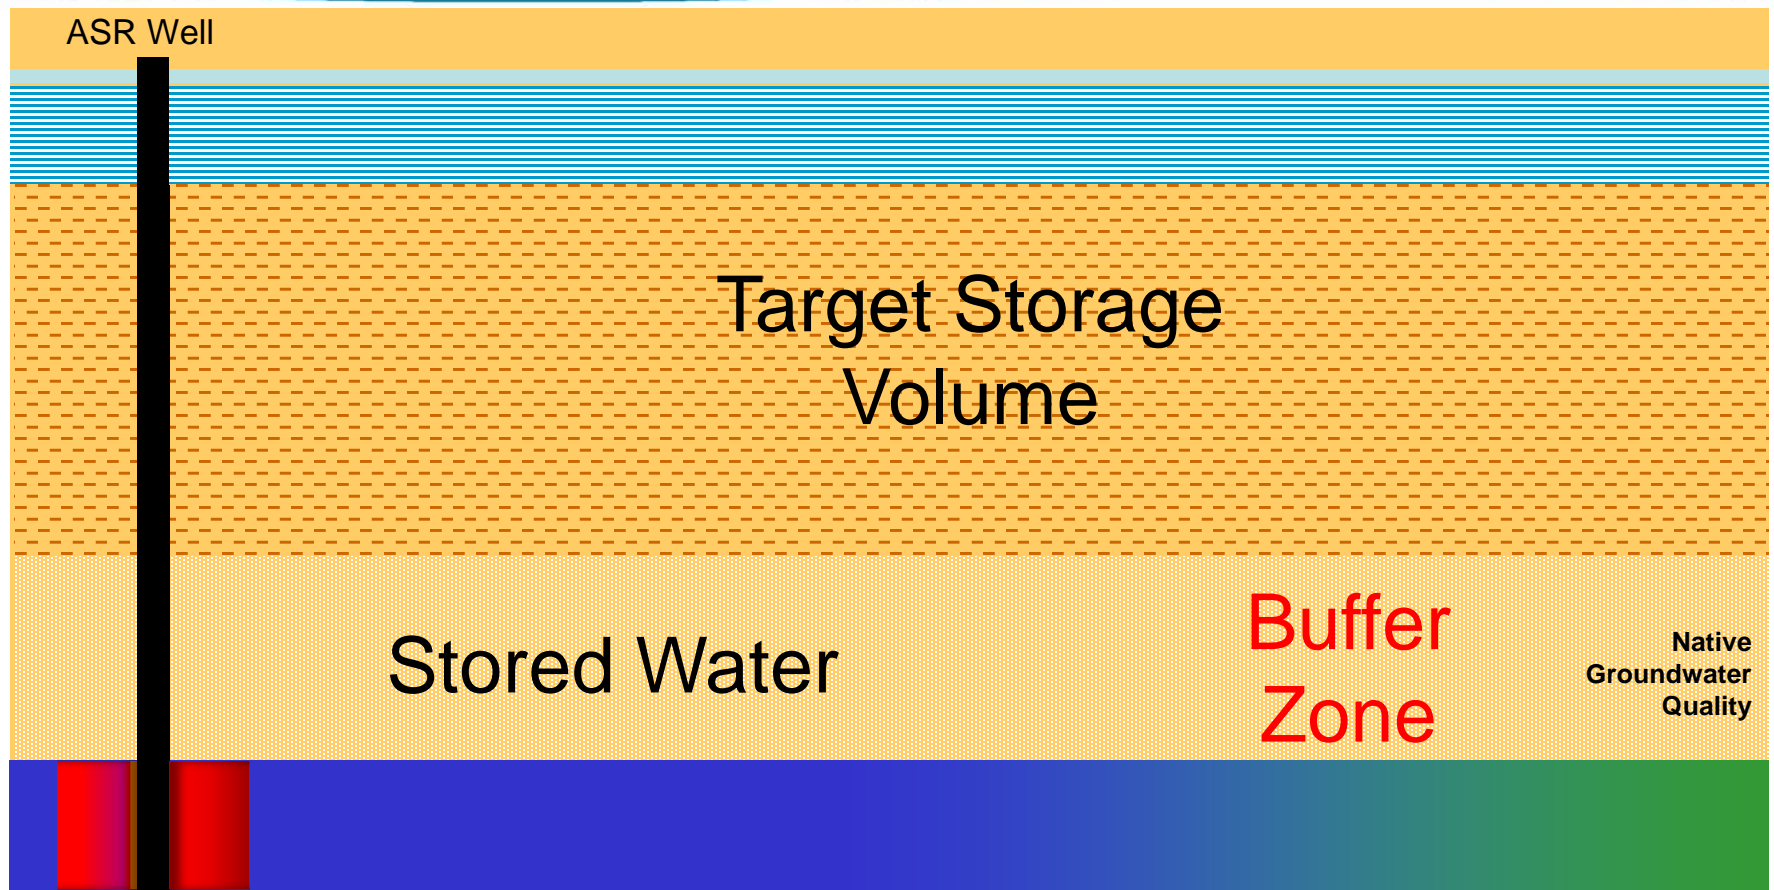 ASR Well
Target Storage
Volume
Stored Water
Buffer
Zone
Native
Groundwater
Quality